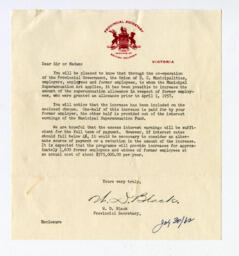 PROVINCIAL SECRETARY
VICTORIA
Dear Sir or Madam:
You will be pleased to know that through the co-operation
of the Provincial Government, the Union of B. C. Municipalities,
employers, employees and former employees, to whom the Municipal
Superannuation Act applies, it has been possible to increase the
amount of the superannuation allowance in respect of former employees,
who were granted an allowance prior to April 1, 1957.
You will notice that the increase has been included on the
enclosed cheque. One-half of this increase is paid for by your
former employer, the other half is provided out of the interest
earnings of the Municipal Superannuation Fund.
We are hopeful that the excess interest earnings will be suffi-
cient for the full term of payment. However, if interest rates
should fall below 4%, it would be necessary to consider an alter-
nate source of payment or a reduction in the amount of the increase. It
is expected that the programme will provide increases for approxi-
mately 1,600 former employees and widows of former employees at
an annual cost of about $375,000.00 per year.
Yours very truly,
W. D. Black
W. D. Black
Provincial Secretary.
Enclosure